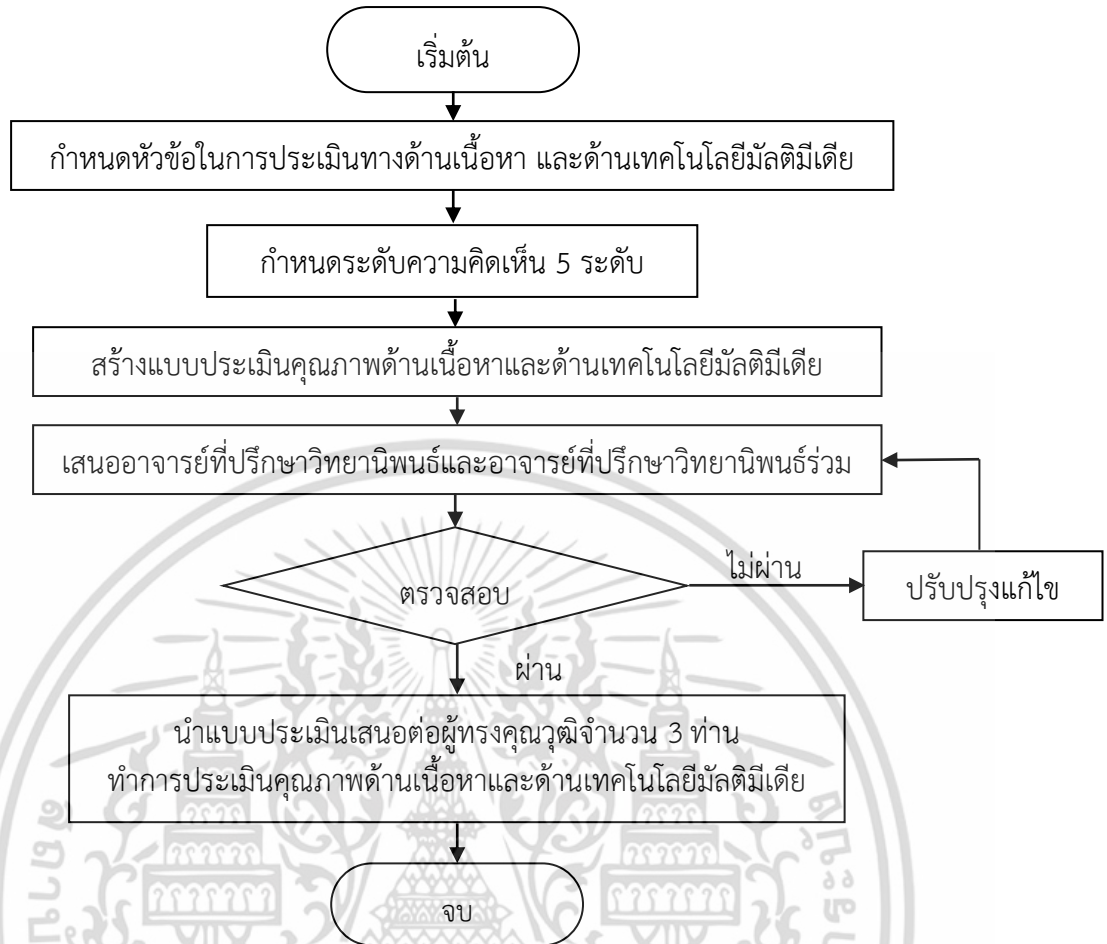 เริ่มต้น
กำหนดหัวข้อในการประเมินทางด้านเนื้อหา และด้านเทคโนโลยีมัลติมีเดีย
กำหนดระดับความคิดเห็น 5 ระดับ
สร้างแบบประเมินคุณภาพด้านเนื้อหาและด้านเทคโนโลยีมัลติมีเดีย
เสนออาจารย์ที่ปรึกษาวิทยานิพนธ์และอาจารย์ที่ปรึกษาวิทยานิพนธ์ร่วม
ตรวจสอบ
ไม่ผ่าน
ปรับปรุงแก้ไข
ผ่าน
นำแบบประเมินเสนอต่อผู้ทรงคุณวุฒิจำนวน 3 ท่าน
ทำการประเมินคุณภาพด้านเนื้อหาและด้านเทคโนโลยีมัลติมีเดีย
จบ